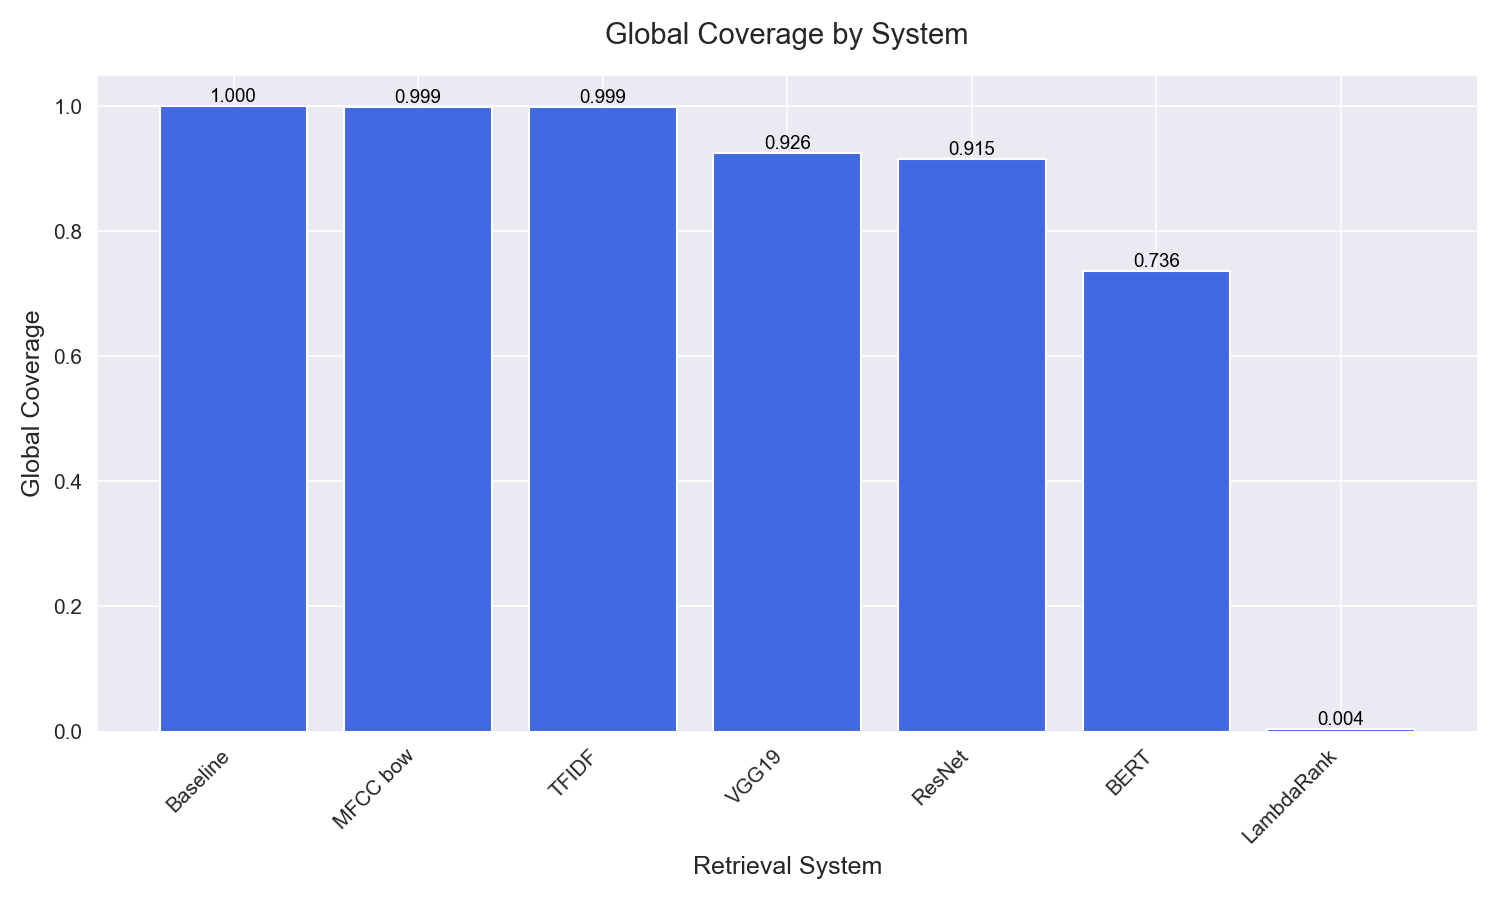 Global Coverage by System
Global Coverage
1.0
0.8
0.6
0.4
0.2
0.0
1.000
0.999
0.999
0.926
0.915
0.736
0.004
Baseline
MFCC bow
TFIDF
VGG19
ResNet
BERT
LambdaRank
Retrieval System